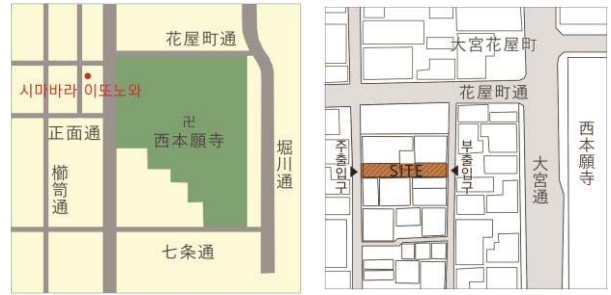 花屋町通
시마바라 이또노와
卍
西本願寺
正面通
櫛笥通
堀川通
七条通
大宮花屋町
花屋町通
西本願寺
大宮通
주출입구
SITE
부출입구